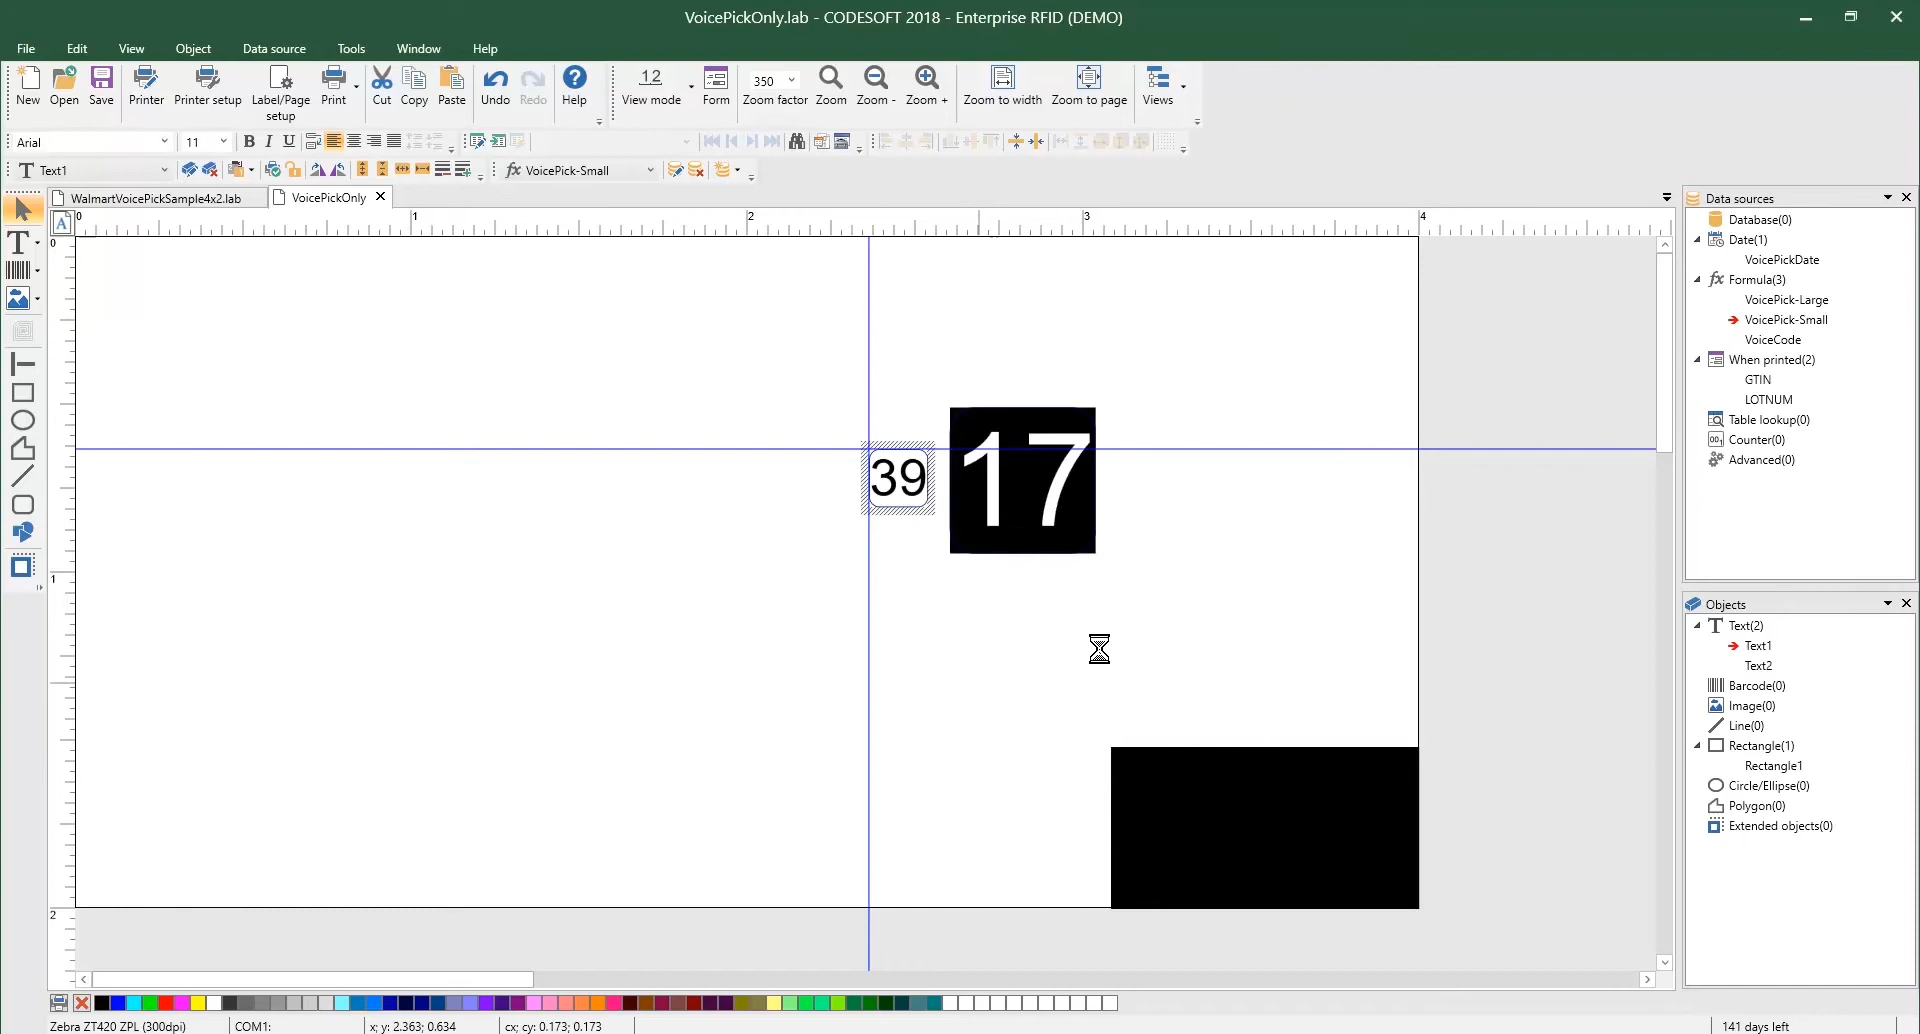 VoicePickOnly.lab - CODESOFT 2018 - Enterprise RFID (DEMO)
File Edit View Object Data source Tools Window Help
New Open Save Printer Printer setup Label/Page setup Print Cut Copy Paste Undo Redo Help 12 View mode Form 350 Zoom factor Zoom Zoom - Zoom + Zoom to width Zoom to page Views
Arial 11 B I U
T Text1 fx VoicePick-Small
WalmartVoicePickSample4x2.lab VoicePickOnly
0 1 2 3 4
0
1
2
39 17
Data sources
Database(0)
Date(1)
VoicePickDate
fx Formula(3)
VoicePick-Large
VoicePick-Small
VoiceCode
When printed(2)
GTIN
LOTNUM
Table lookup(0)
Counter(0)
Advanced(0)
Objects
Text(2)
Text1
Text2
Barcode(0)
Image(0)
Line(0)
Rectangle(1)
Rectangle1
Circle/Ellipse(0)
Polygon(0)
Extended objects(0)
Zebra ZT420 ZPL (300dpi) COM1: x; y: 2.363; 0.634 cx; cy: 0.173; 0.173 141 days left